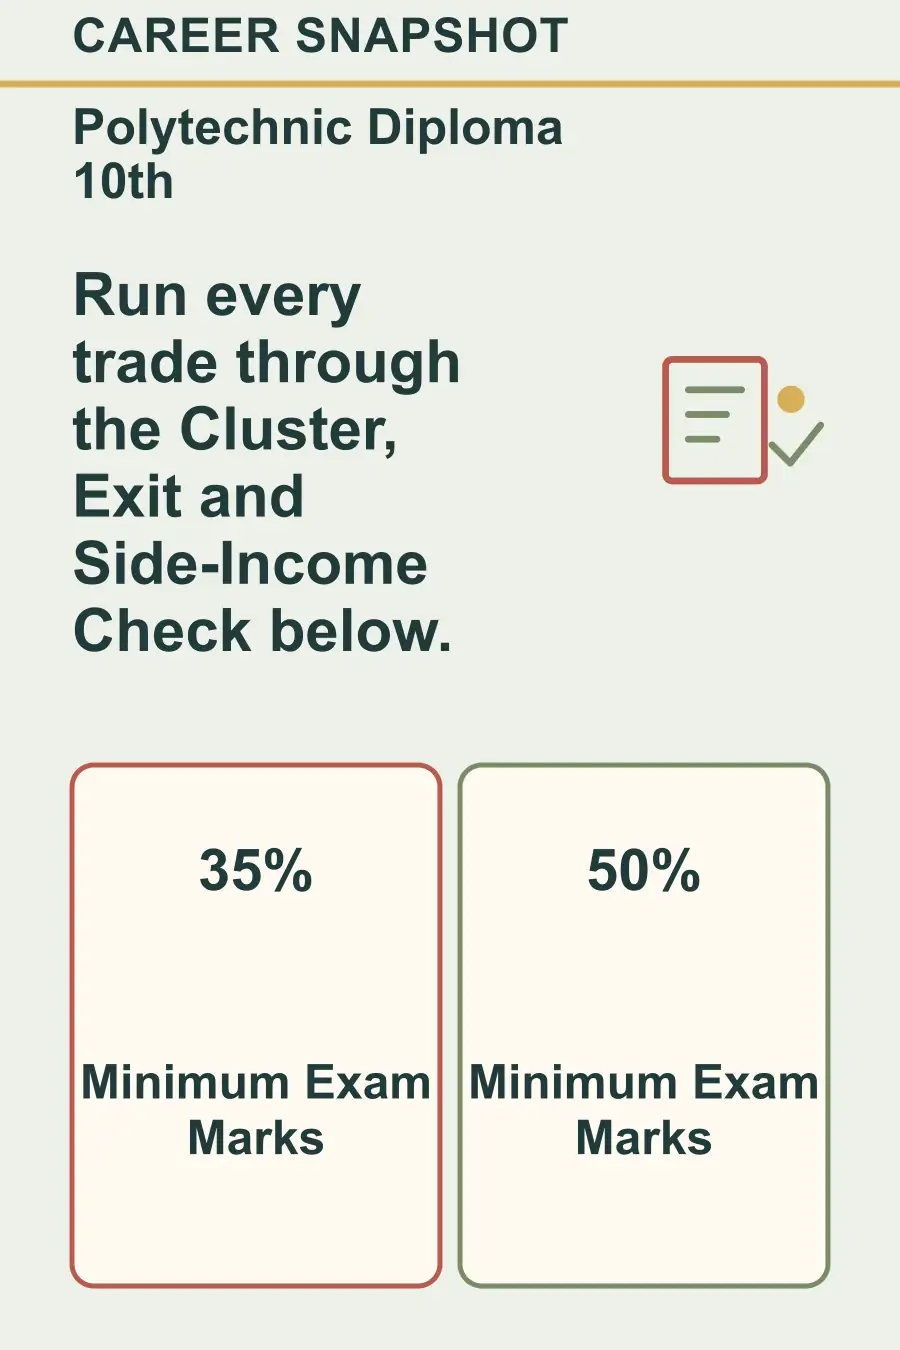 CAREER SNAPSHOT
Polytechnic Diploma
10th
Run every
trade through
the Cluster,
Exit and
Side-Income
Check below.
35%
50%
Minimum Exam
Marks
Minimum Exam
Marks